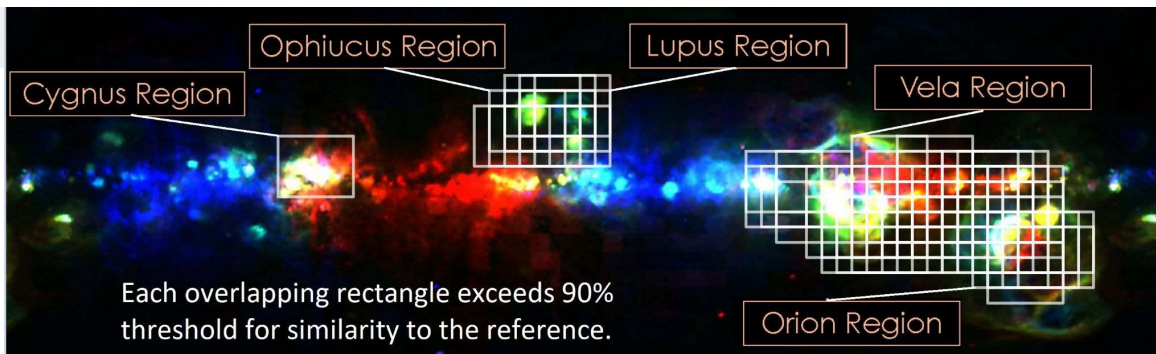 Ophiucus Region
Lupus Region
Cygnus Region
Vela Region
Each overlapping rectangle exceeds 90%
threshold for similarity to the reference.
Orion Region